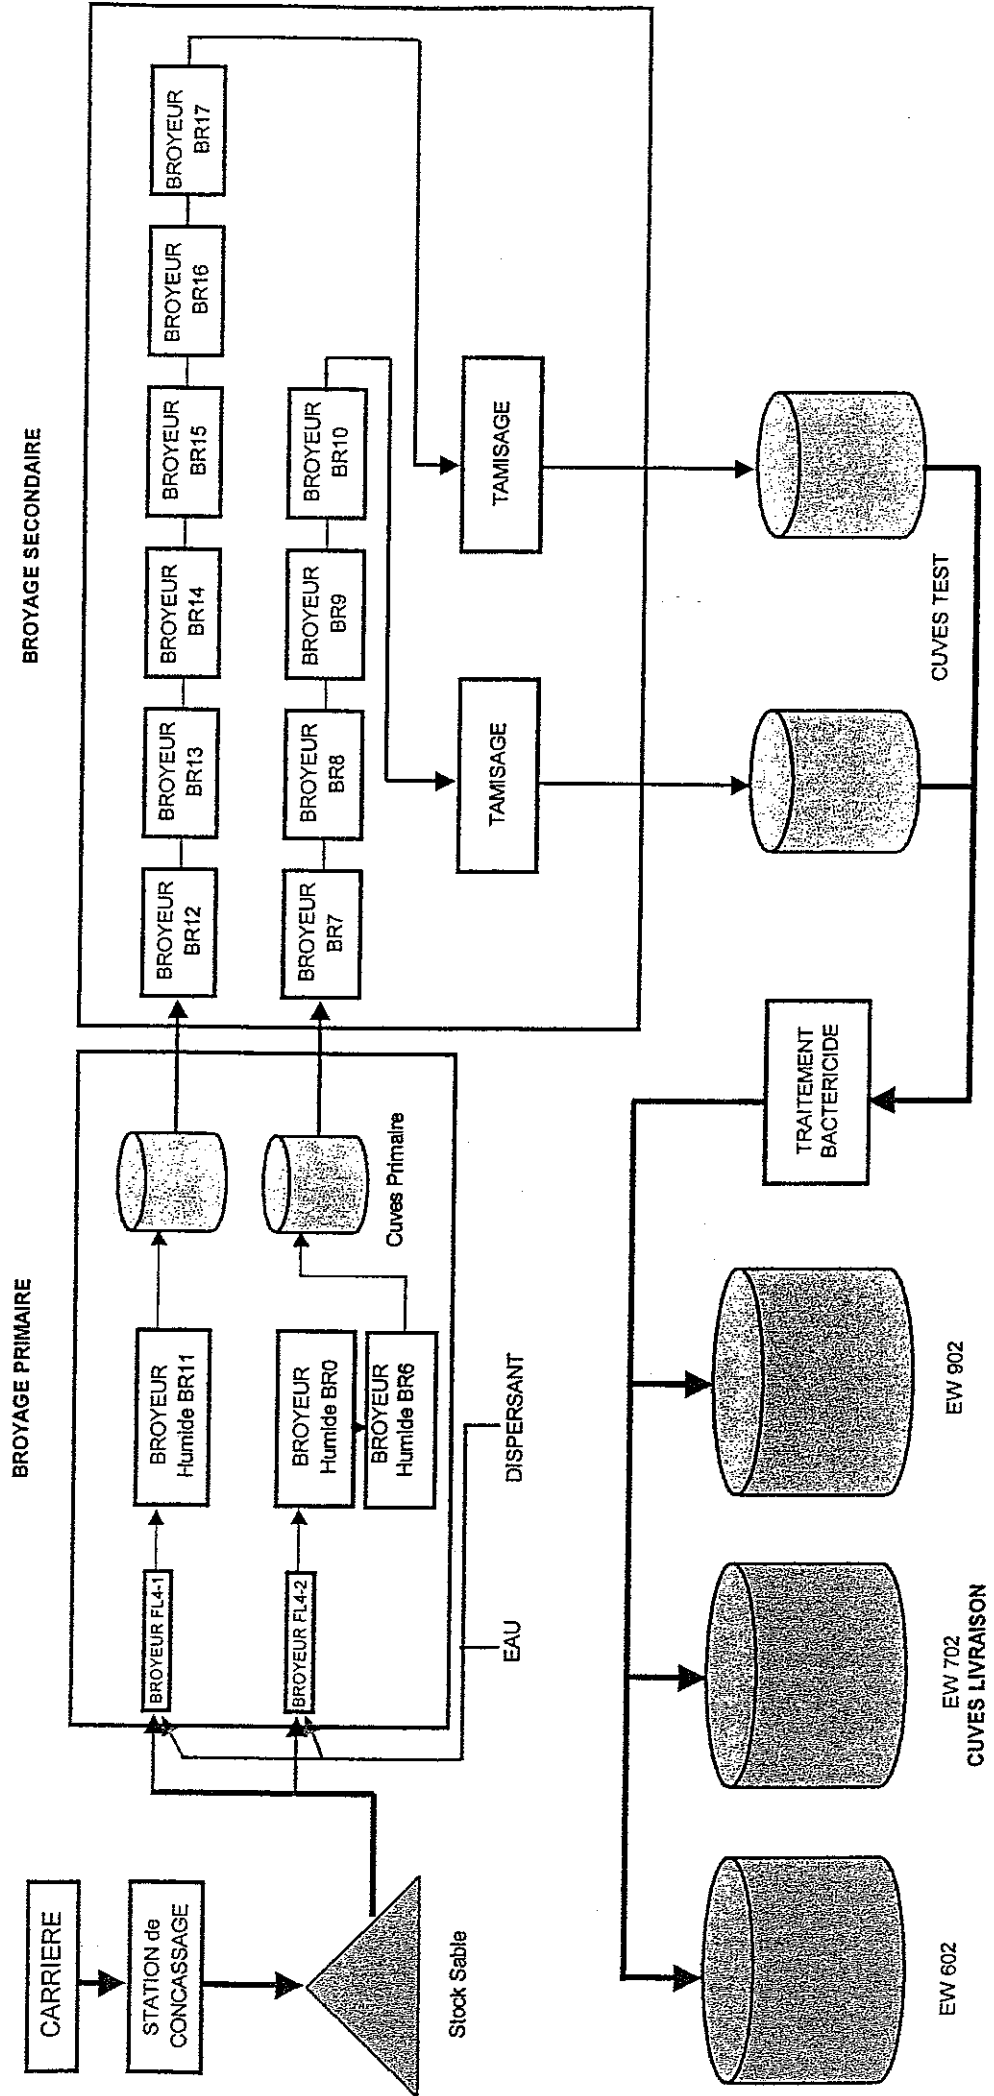 CARRIERE
STATION de
CONCASSAGE
Stock Sable
BROYAGE PRIMAIRE
BROYEUR FL4-1
BROYEUR
Humide BR11
BROYEUR FL4-2
BROYEUR
Humide BR0
BROYEUR
Humide BR6
Cuves Primaire
EAU
DISPERSANT
BROYAGE SECONDAIRE
BROYEUR
BR12
BROYEUR
BR13
BROYEUR
BR14
BROYEUR
BR15
BROYEUR
BR16
BROYEUR
BR17
BROYEUR
BR7
BROYEUR
BR8
BROYEUR
BR9
BROYEUR
BR10
TAMISAGE
TAMISAGE
CUVES TEST
TRAITEMENT
BACTERICIDE
EW 602
EW 702
EW 902
CUVES LIVRAISON